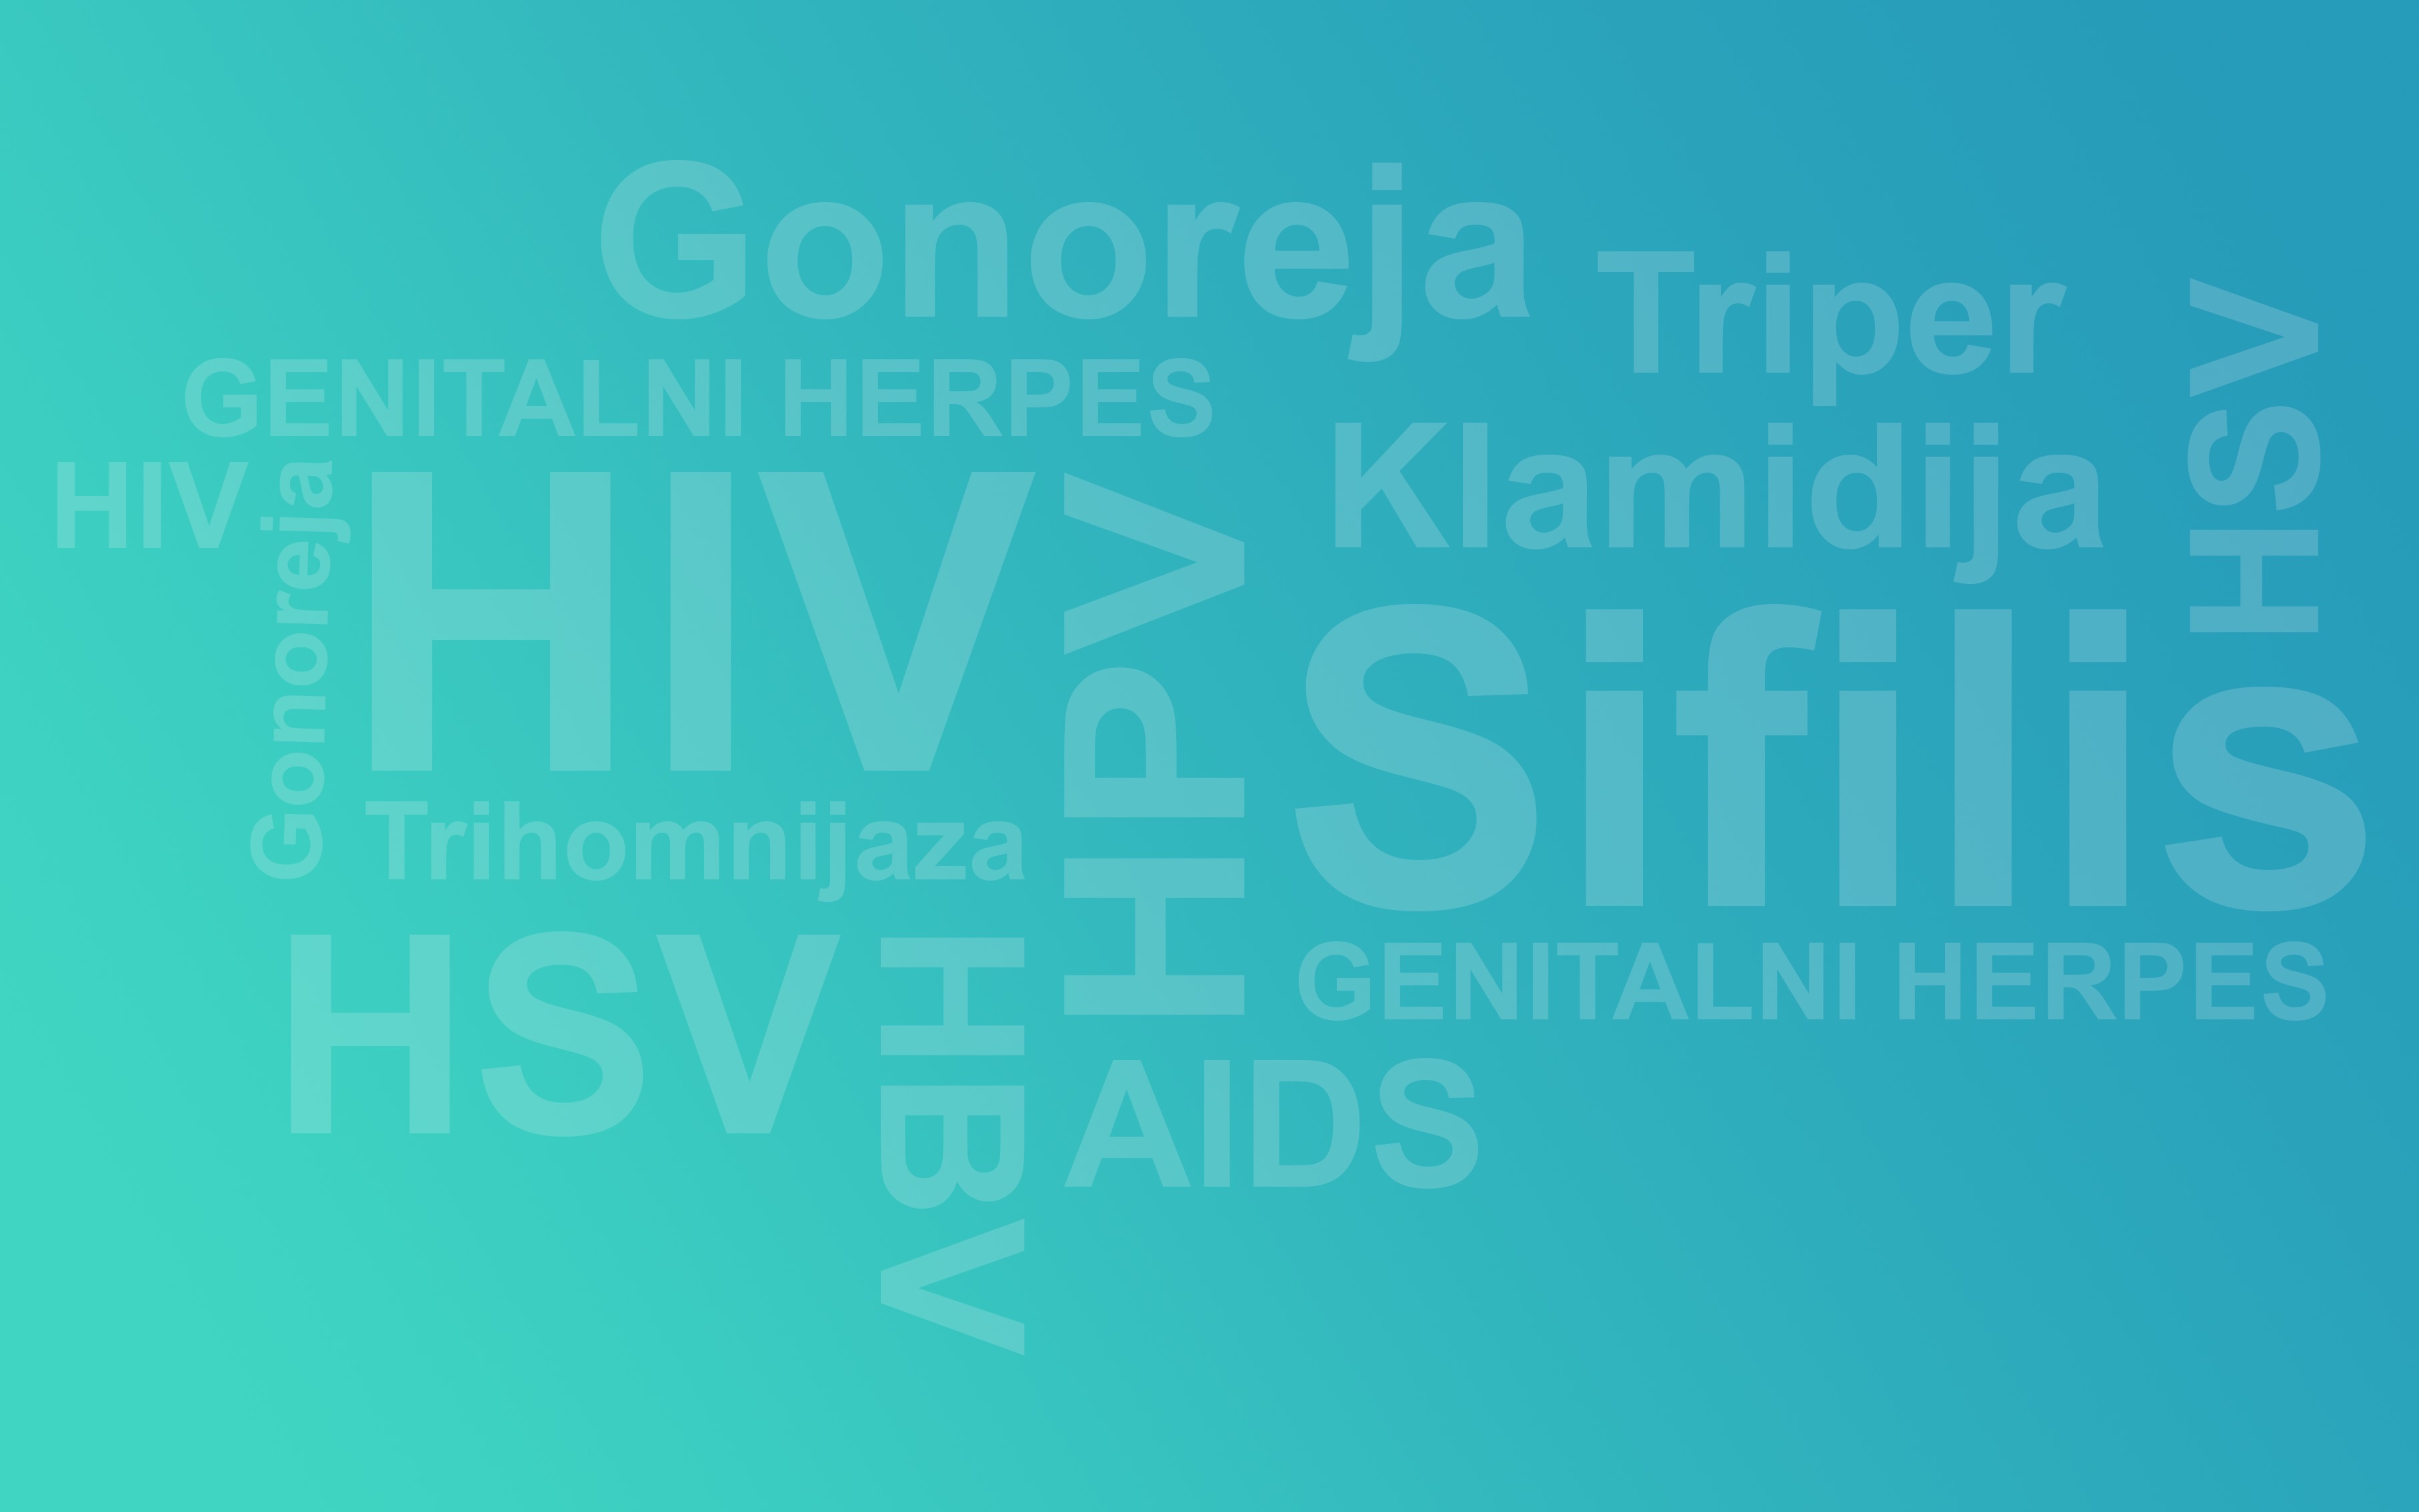 Gonoreja
Triper
HSV
GENITALNI HERPES
Klamidija
HIV
Gonoreja
HIV
HPV
Sifilis
Trihomnijaza
HSV
HBV
GENITALNI HERPES
AIDS